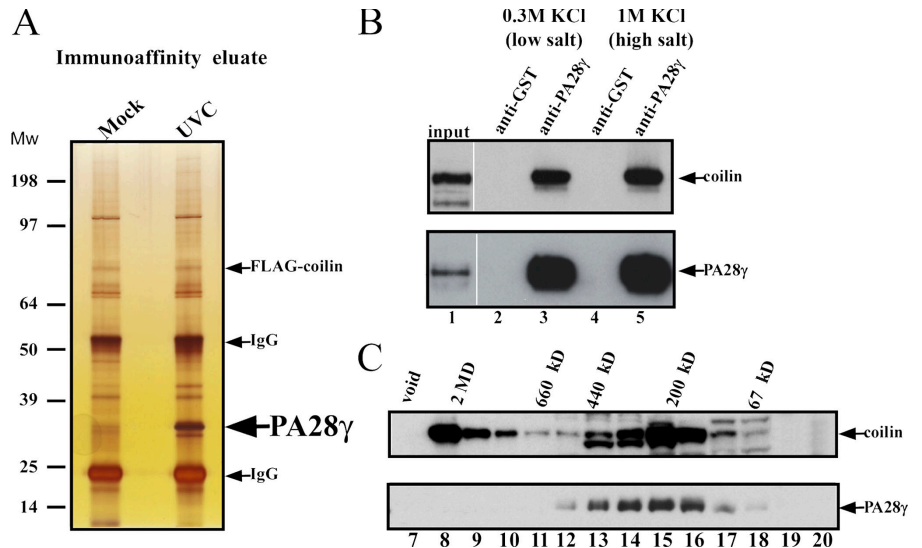 A
Immunoaffinity eluate
Mw
Mock
UVC
198
97
64
50
39
25
14
FLAG-coilin
IgG
PA28γ
IgG
B
0.3M KCl
(low salt)
1M KCl
(high salt)
input
anti-GST
anti-PA28γ
anti-GST
anti-PA28γ
coilin
PA28γ
1 2 3 4 5
C
void
2 MD
660 kD
440 kD
200 kD
67 kD
coilin
PA28γ
7 8 9 10 11 12 13 14 15 16 17 18 19 20